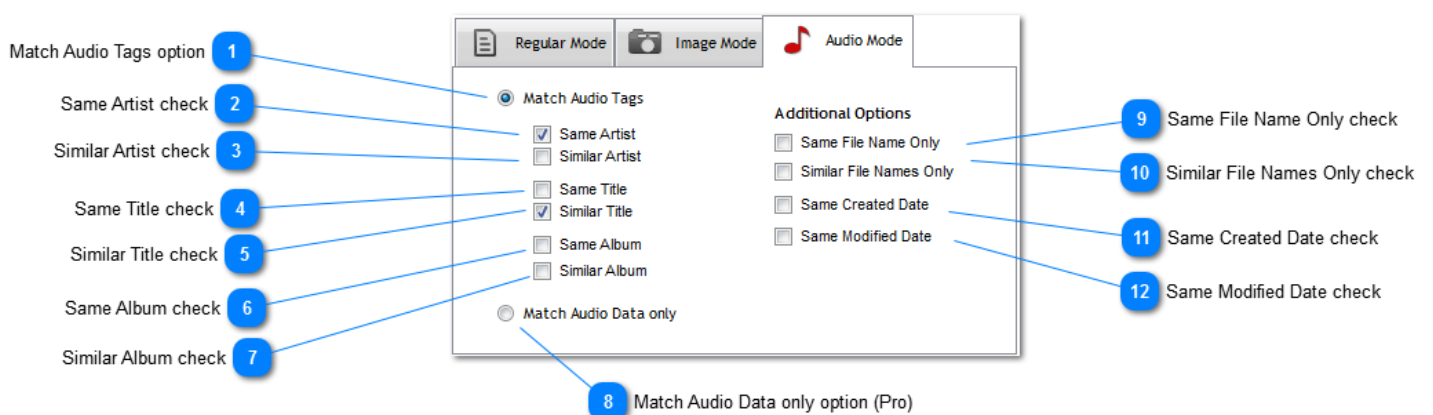 Regular Mode
Image Mode
Audio Mode
Match Audio Tags option 1
Same Artist check 2
Similar Artist check 3
Same Title check 4
Similar Title check 5
Same Album check 6
Similar Album check 7
Match Audio Tags
Same Artist
Similar Artist
Same Title
Similar Title
Same Album
Similar Album
Match Audio Data only
Additional Options
Same File Name Only
Similar File Names Only
Same Created Date
Same Modified Date
9 Same File Name Only check
10 Similar File Names Only check
11 Same Created Date check
12 Same Modified Date check
8 Match Audio Data only option (Pro)